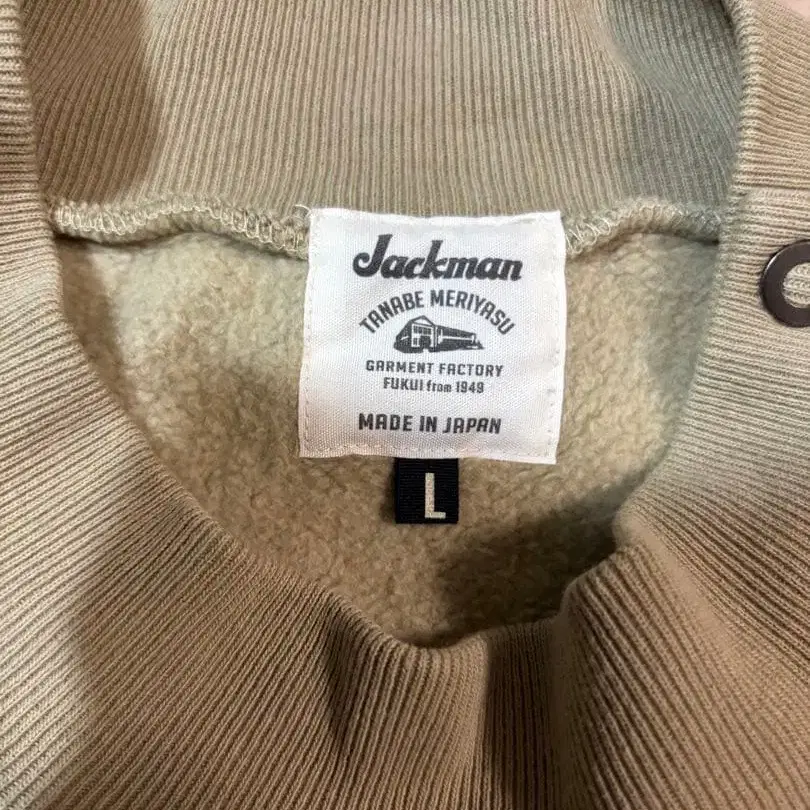 Jackman
TANABE MERIYASU
GARMENT FACTORY
FUKUI from 1949
MADE IN JAPAN
L